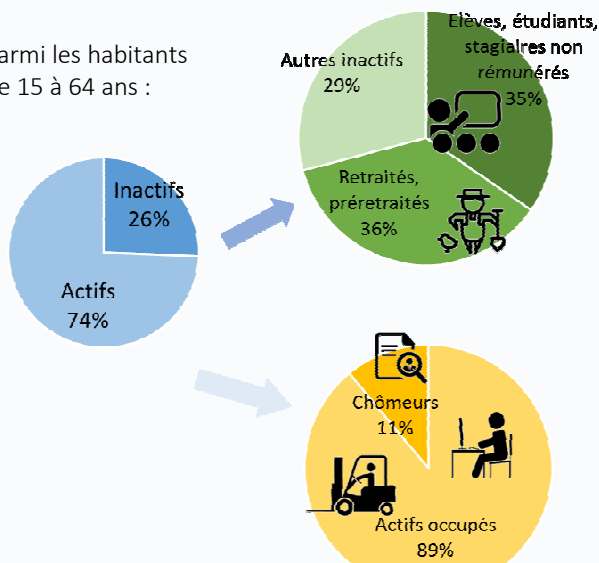 armi les habitants
e 15 à 64 ans :
Inactifs
26%
Actifs
74%
Autres inactifs
29%
Elèves, étudiants,
stagiaires non
rémunérés
35%
Retraités,
préretraités
36%
Chômeurs
11%
Actifs occupés
89%